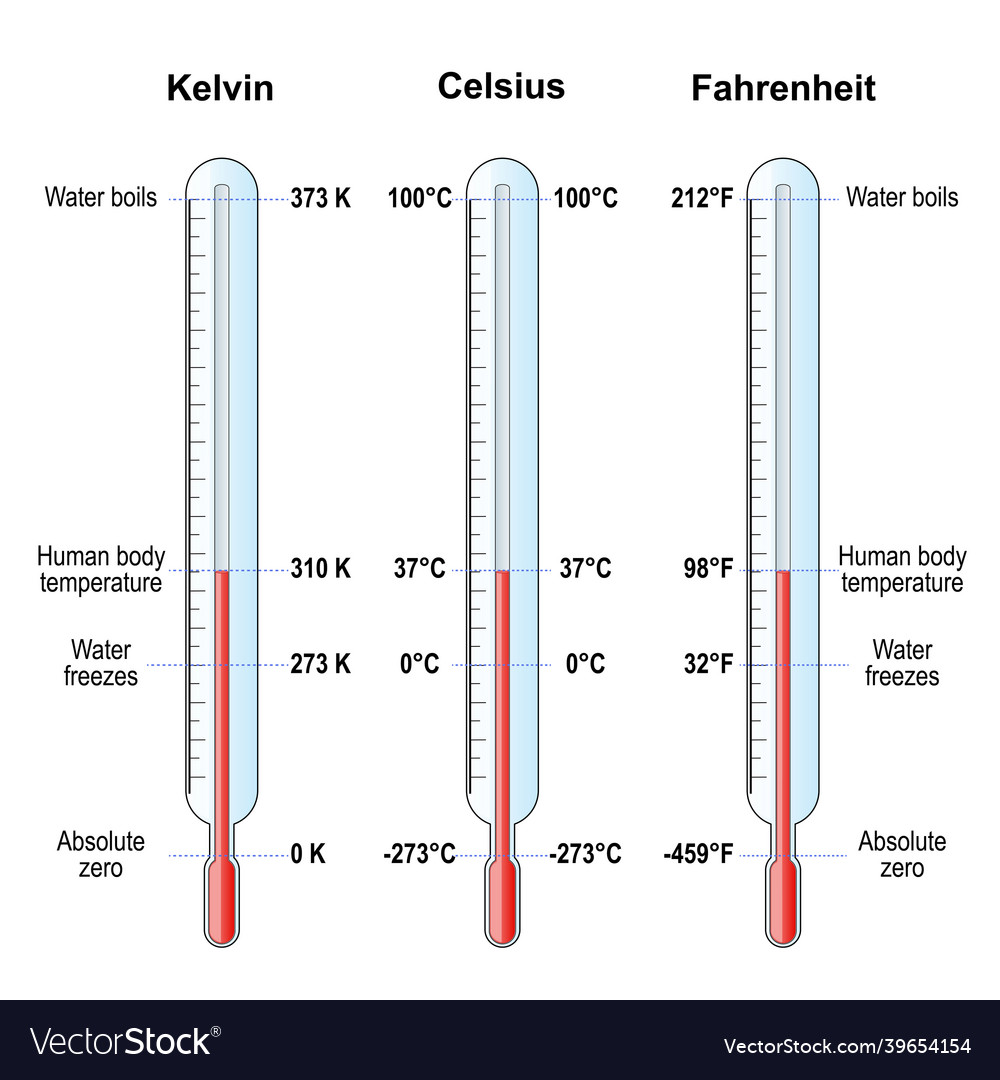 Kelvin Celsius Fahrenheit
Water boils 373 K 100°C 100°C 212°F Water boils
Human body
temperature
310 K 37°C 37°C 98°F
Human body
temperature
Water
freezes
273 K 0°C 0°C 32°F
Water
freezes
Absolute
zero
0 K -273°C -273°C -459°F
Absolute
zero
VectorStock®
VectorStock.com/39654154